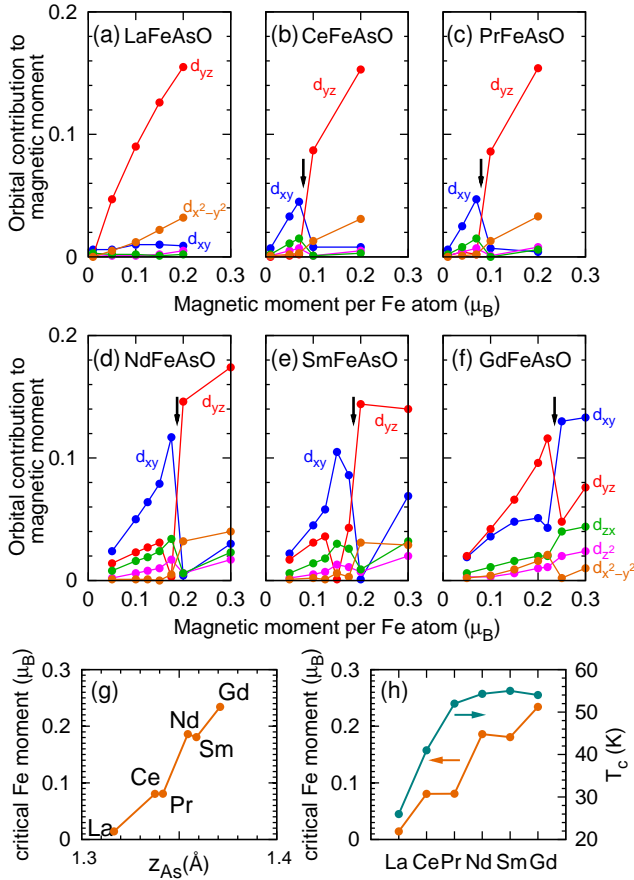 (a) LaFeAsO
(b) CeFeAsO
(c) PrFeAsO
Orbital contribution to
magnetic moment
0.2
0.1
0
d_yz
d_x²−y²
d_xy
d_yz
d_xy
d_yz
d_xy
0 0.1 0.2 0.3
0 0.1 0.2 0.3
0 0.1 0.2 0.3
Magnetic moment per Fe atom (μ_B)
(d) NdFeAsO
(e) SmFeAsO
(f) GdFeAsO
Orbital contribution to
magnetic moment
0.2
0.1
0
d_yz
d_xy
d_yz
d_xy
d_xy
d_yz
d_zx
d_z²
d_x²−y²
0 0.1 0.2 0.3
0 0.1 0.2 0.3
0 0.1 0.2 0.3
Magnetic moment per Fe atom (μ_B)
(g)
critical Fe moment (μ_B)
0.3
0.2
0.1
0
La
Ce
Pr
Nd
Sm
Gd
1.3 1.4
z_As(Å)
(h)
critical Fe moment (μ_B)
0.3
0.2
0.1
0
60
50
40
30
20
T_c (K)
La Ce Pr Nd Sm Gd